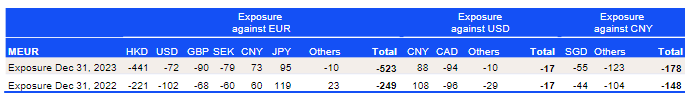 Exposure against EUR Exposure against USD Exposure against CNY
MEUR HKD USD GBP SEK CNY JPY Others Total CNY CAD Others Total SGD Others Total
Exposure Dec 31, 2023 -441 -72 -90 -79 73 95 -10 -523 88 -94 -10 -17 -55 -123 -178
Exposure Dec 31, 2022 -221 -102 -68 -60 60 119 23 -249 108 -96 -29 -17 -44 -104 -148